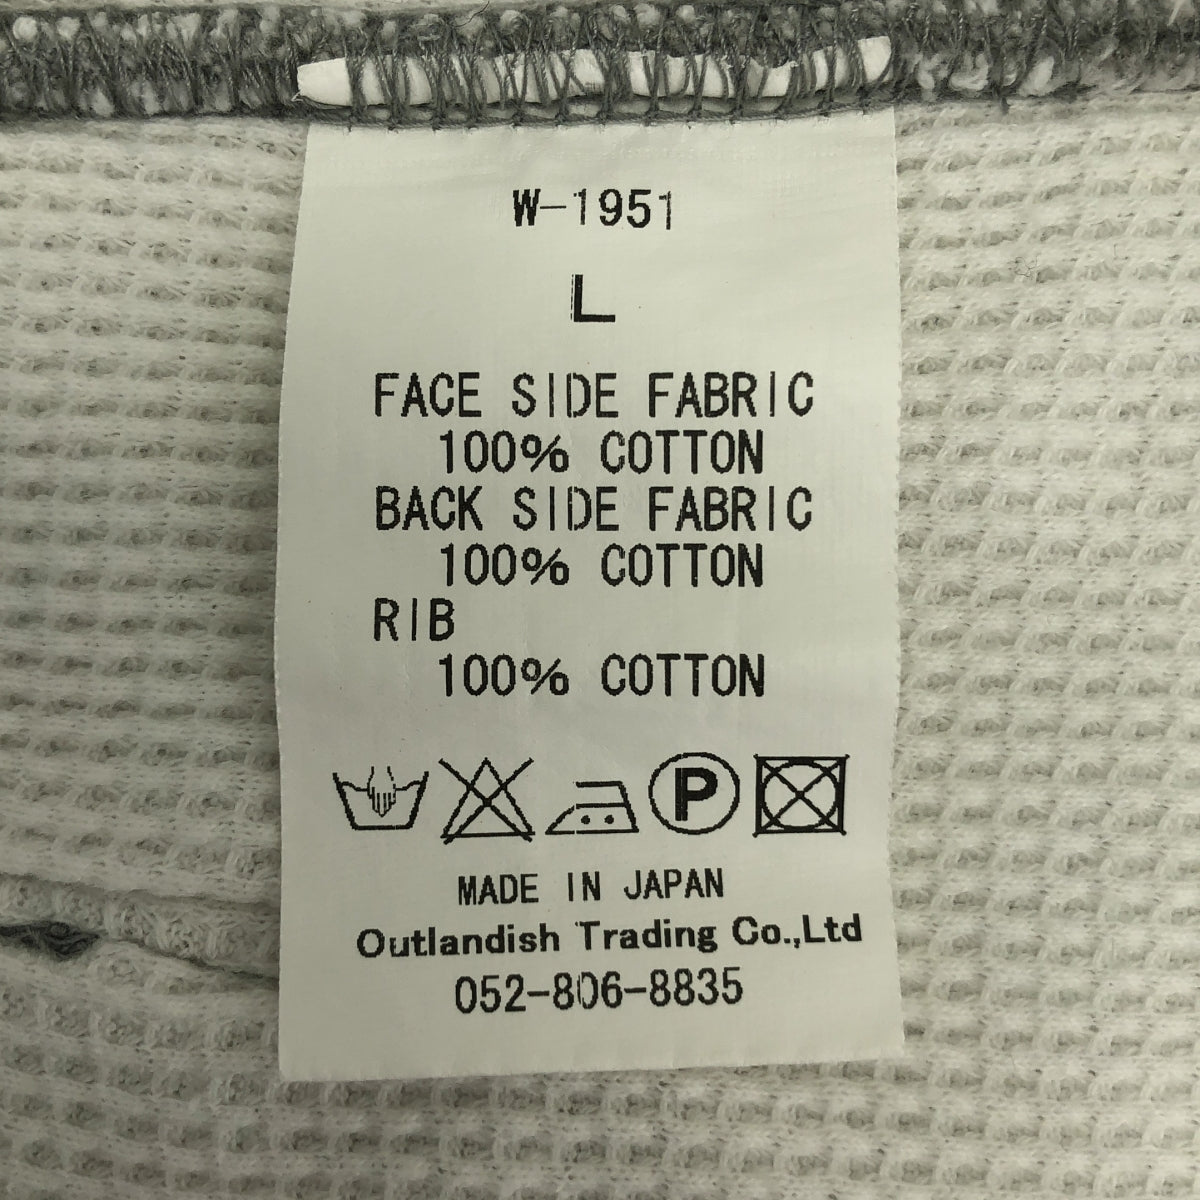 W-1951
L
FACE SIDE FABRIC
100% COTTON
BACK SIDE FABRIC
100% COTTON
RIB
100% COTTON
P
MADE IN JAPAN
Outlandish Trading Co.,Ltd
052-806-8835